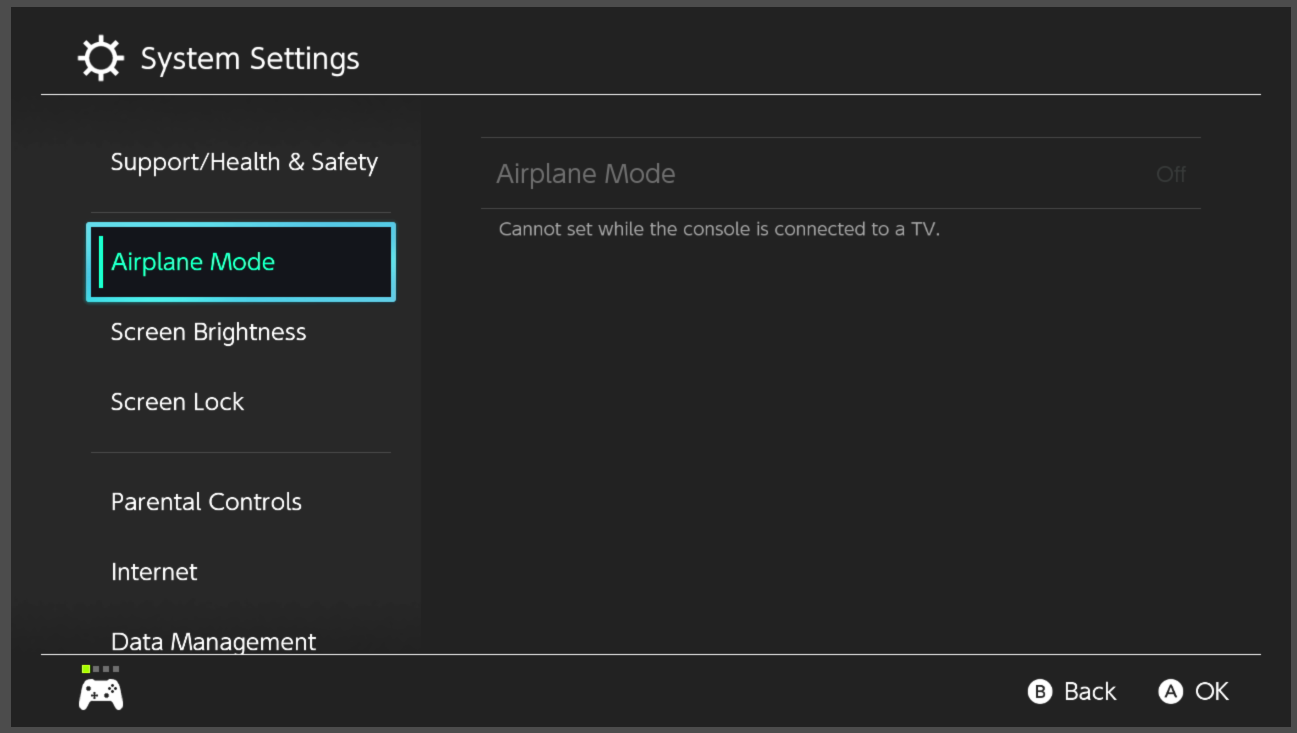 System Settings
Support/Health & Safety
Airplane Mode
Screen Brightness
Screen Lock
Parental Controls
Internet
Data Management
Airplane Mode Off
Cannot set while the console is connected to a TV.
B Back A OK